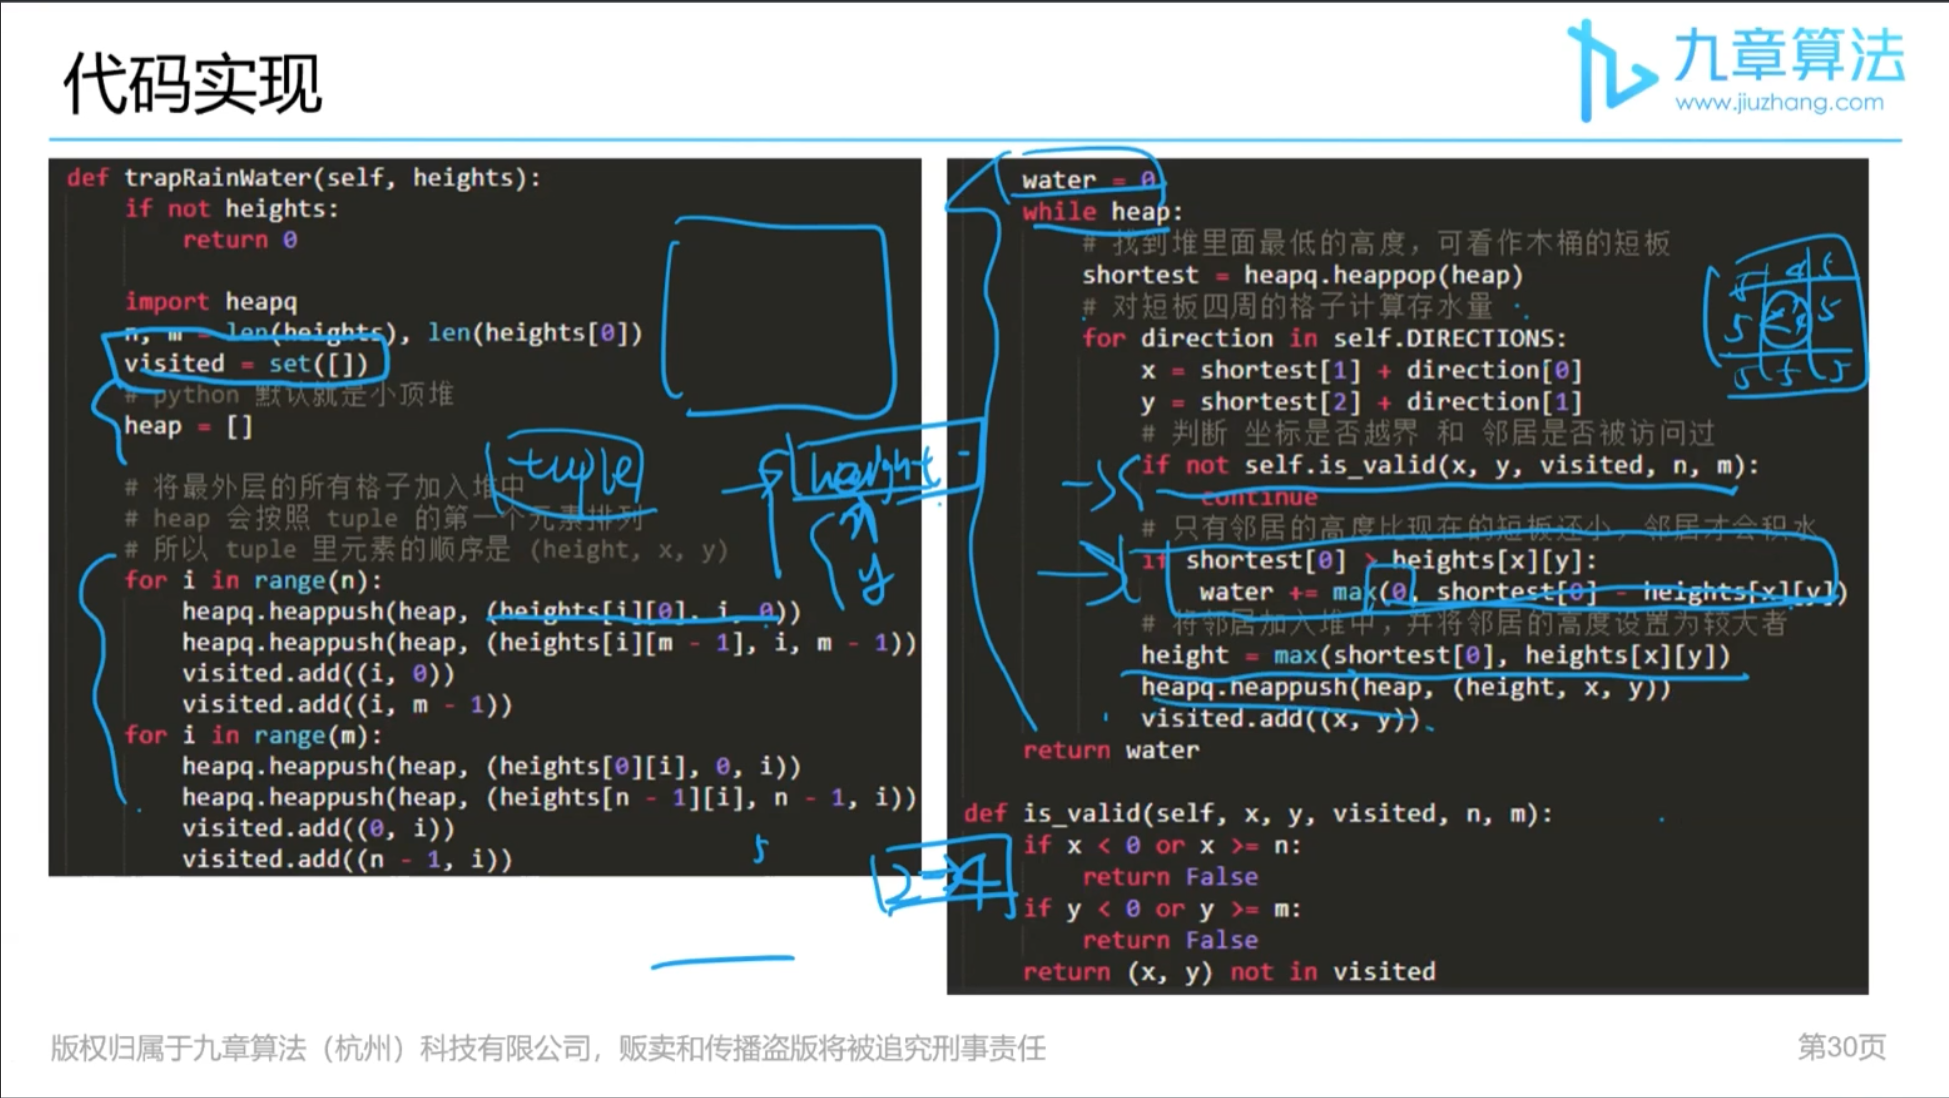 代码实现
九章算法
www.jiuzhang.com
def trapRainWater(self, heights):
if not heights:
return 0
import heapq
n, m = len(heights), len(heights[0])
visited = set([])
# python 默认就是小顶堆
heap = []
# 将最外层的所有格子加入堆中
# heap 会按照 tuple 的第一个元素排列
# 所以 tuple 里元素的顺序是 (height, x, y)
for i in range(n):
heapq.heappush(heap, (heights[i][0], i, 0))
heapq.heappush(heap, (heights[i][m - 1], i, m - 1))
visited.add((i, 0))
visited.add((i, m - 1))
for i in range(m):
heapq.heappush(heap, (heights[0][i], 0, i))
heapq.heappush(heap, (heights[n - 1][i], n - 1, i))
visited.add((0, i))
visited.add((n - 1, i))
tuple
height
x
y
5
2→4
water = 0
while heap:
# 找到堆里面最低的高度，可看作木桶的短板
shortest = heapq.heappop(heap)
# 对短板四周的格子计算存水量
for direction in self.DIRECTIONS:
x = shortest[1] + direction[0]
y = shortest[2] + direction[1]
# 判断 坐标是否越界 和 邻居是否被访问过
if not self.is_valid(x, y, visited, n, m):
continue
# 只有邻居的高度比现在的短板还小，邻居才会积水
if shortest[0] > heights[x][y]:
water += max(0, shortest[0] - heights[x][y])
# 将邻居加入堆中，并将邻居的高度设置为较大者
height = max(shortest[0], heights[x][y])
heapq.heappush(heap, (height, x, y))
visited.add((x, y))
return water
def is_valid(self, x, y, visited, n, m):
if x < 0 or x >= n:
return False
if y < 0 or y >= m:
return False
return (x, y) not in visited
5 4 5
5 5
5 5 5
版权归属于九章算法（杭州）科技有限公司，贩卖和传播盗版将被追究刑事责任
第30页